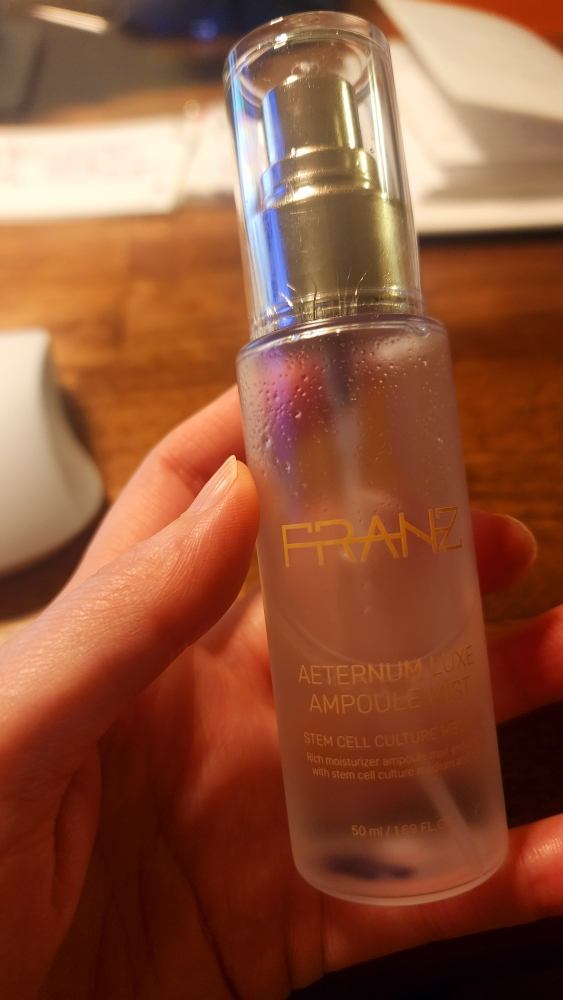 FRANZ
AETERNUM LUXE
AMPOULE MIST
STEM CELL CULTURE
Rich moisturizer ampoule mist
with stem cell culture
50 ml / 1.69 FL.